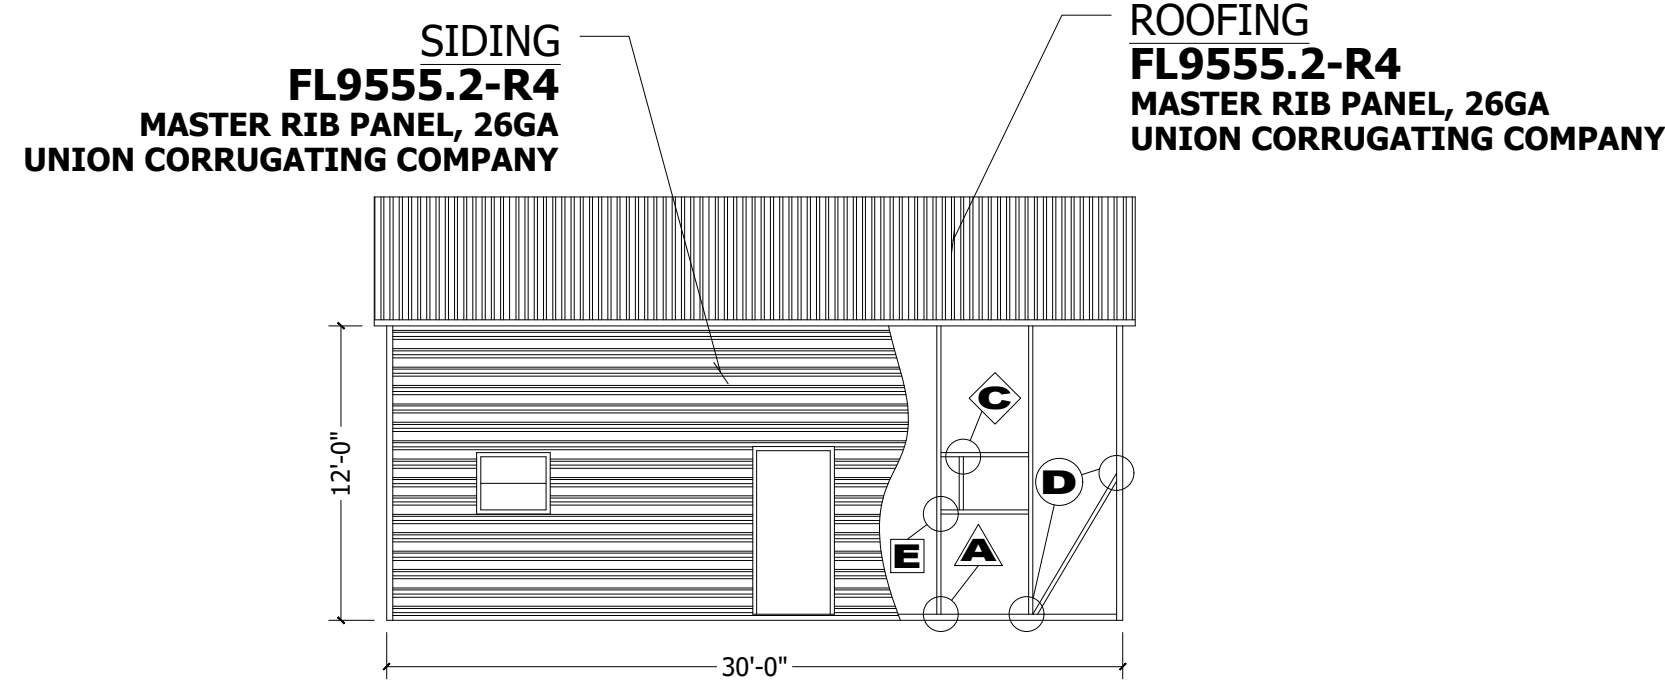 SIDING
FL9555.2-R4
MASTER RIB PANEL, 26GA
UNION CORRUGATING COMPANY
ROOFING
FL9555.2-R4
MASTER RIB PANEL, 26GA
UNION CORRUGATING COMPANY
12'-0"
C
D
E
A
30'-0"